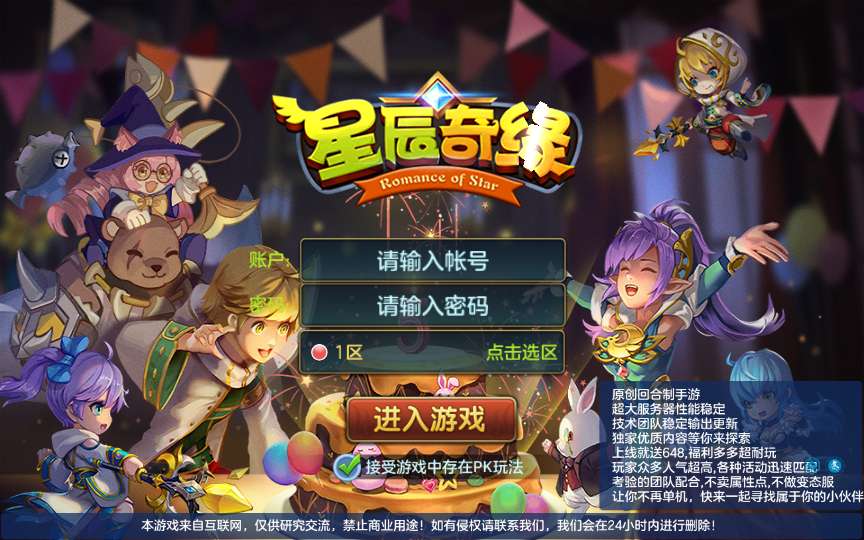 星辰奇缘
Romance of Star
账户:
请输入帐号
密码:
请输入密码
1区
点击选区
进入游戏
接受游戏中存在PK玩法
原创回合制手游
超大服务器性能稳定
技术团队稳定输出更新
独家优质内容等你来探索
上线就送648,福利多多超耐玩
玩家众多人气超高,各种活动迅速匹配
考验的团队配合,不卖属性点,不做变态服
让你不再单机，快来一起寻找属于你的小伙伴
本游戏来自互联网，仅供研究交流，禁止商业用途！如有侵权请联系我们，我们会在24小时内进行删除！